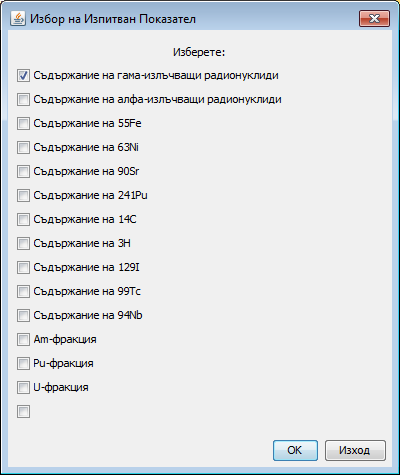 Избор на Изпитван Показател
Изберете:
Съдържание на гама-излъчващи радионуклиди
Съдържание на алфа-излъчващи радионуклиди
Съдържание на 55Fe
Съдържание на 63Ni
Съдържание на 90Sr
Съдържание на 241Pu
Съдържание на 14C
Съдържание на 3H
Съдържание на 129I
Съдържание на 99Tc
Съдържание на 94Nb
Am-фракция
Pu-фракция
U-фракция
OK Изход